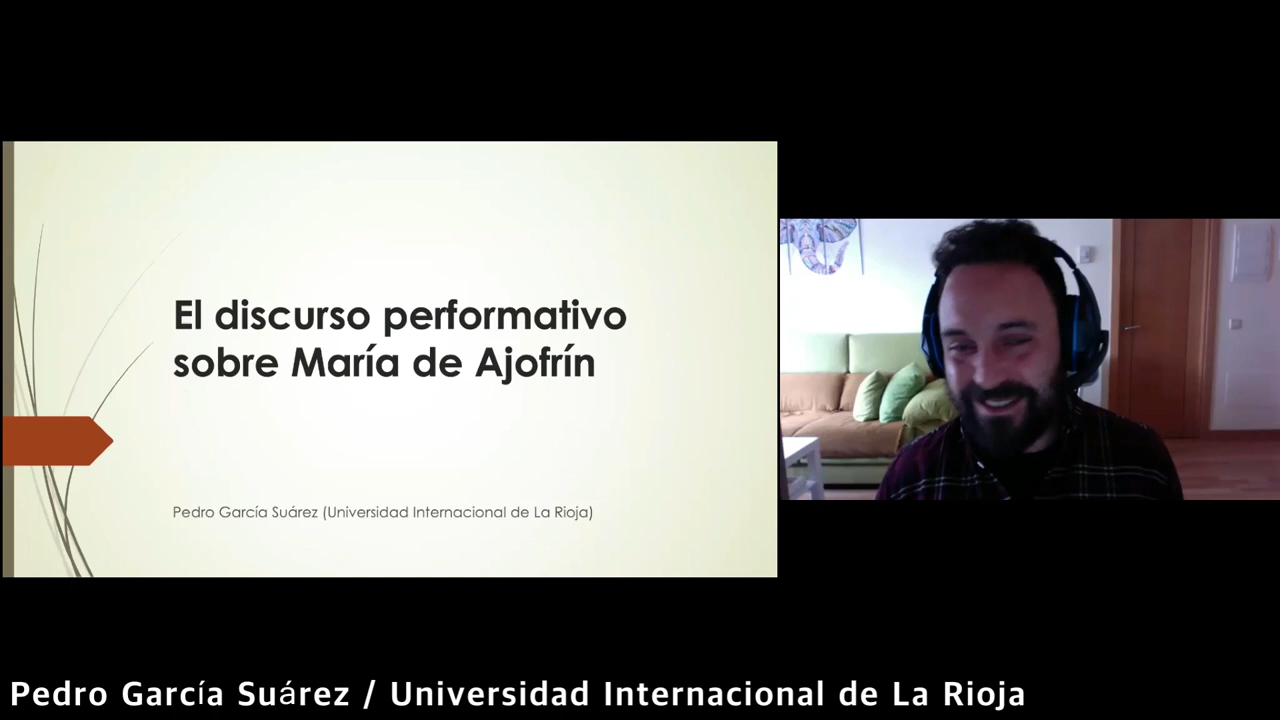 El discurso performativo
sobre María de Ajofrín
Pedro García Suárez (Universidad Internacional de La Rioja)
Pedro García Suárez / Universidad Internacional de La Rioja